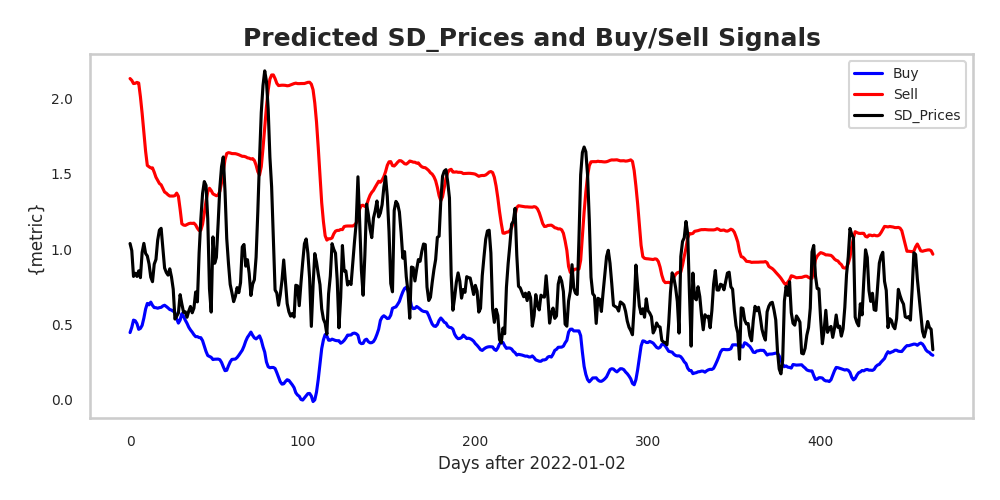 Predicted SD_Prices and Buy/Sell Signals
Buy
Sell
SD_Prices
{metric}
2.0
1.5
1.0
0.5
0.0
0 100 200 300 400
Days after 2022-01-02